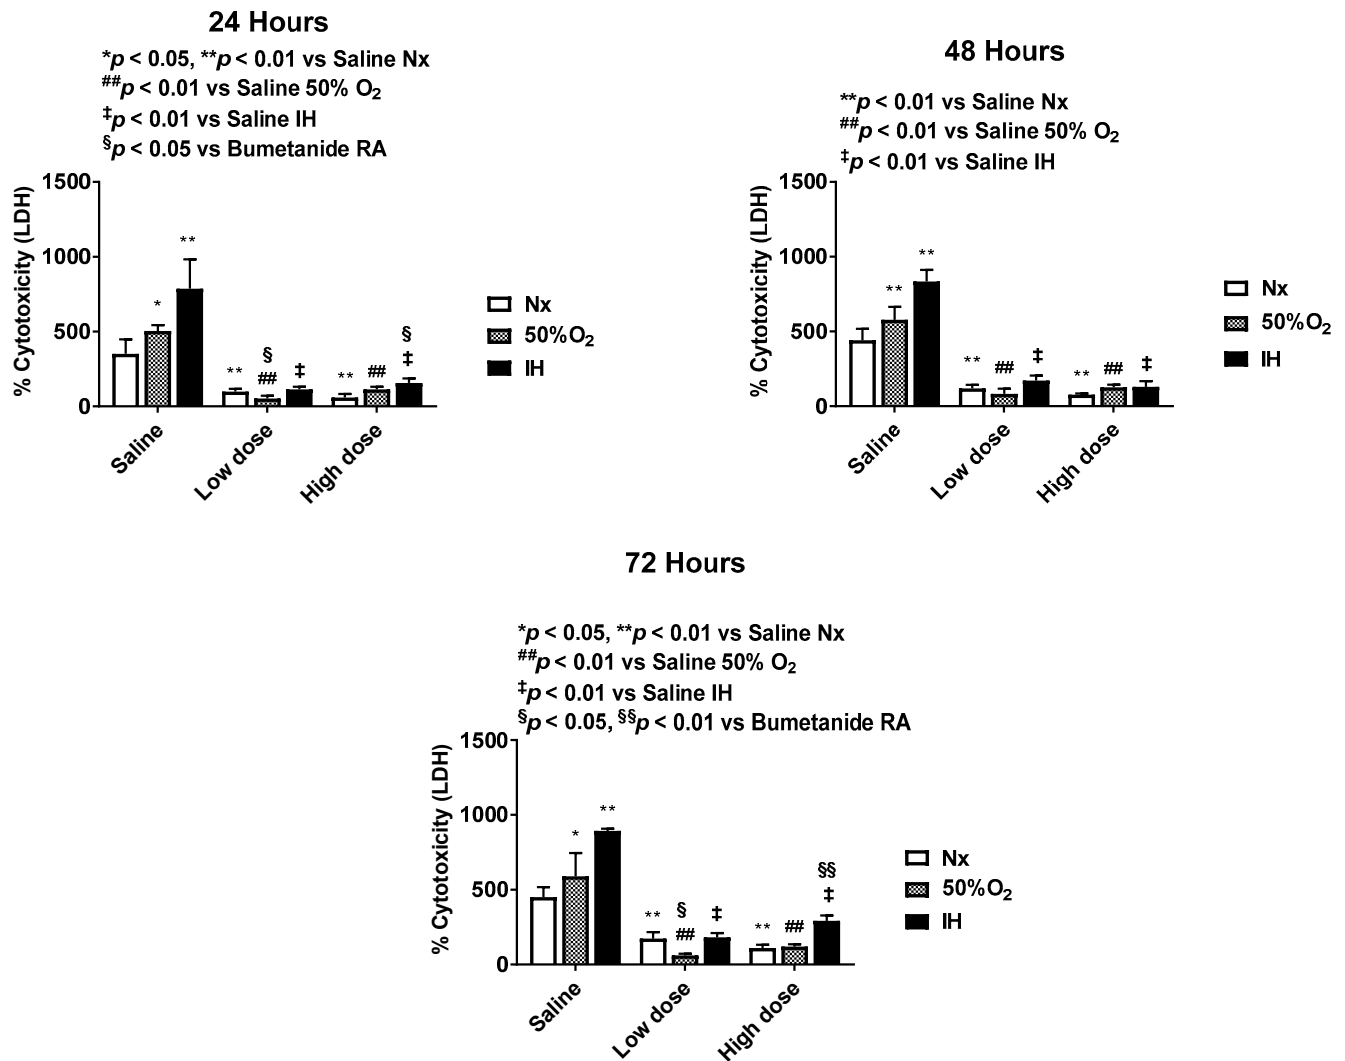 24 Hours
*p < 0.05, **p < 0.01 vs Saline Nx
##p < 0.01 vs Saline 50% O2
‡p < 0.01 vs Saline IH
§p < 0.05 vs Bumetanide RA
% Cytotoxicity (LDH)
1500
1000
500
0
*
**
**
§
##
‡
**
##
§
‡
Saline
Low dose
High dose
Nx
50%O2
IH
48 Hours
**p < 0.01 vs Saline Nx
##p < 0.01 vs Saline 50% O2
‡p < 0.01 vs Saline IH
% Cytotoxicity (LDH)
1500
1000
500
0
**
**
**
##
‡
**
##
‡
Saline
Low dose
High dose
Nx
50%O2
IH
72 Hours
*p < 0.05, **p < 0.01 vs Saline Nx
##p < 0.01 vs Saline 50% O2
‡p < 0.01 vs Saline IH
§p < 0.05, §§p < 0.01 vs Bumetanide RA
% Cytotoxicity (LDH)
1500
1000
500
0
*
**
**
§
##
‡
**
##
§§
‡
Saline
Low dose
High dose
Nx
50%O2
IH